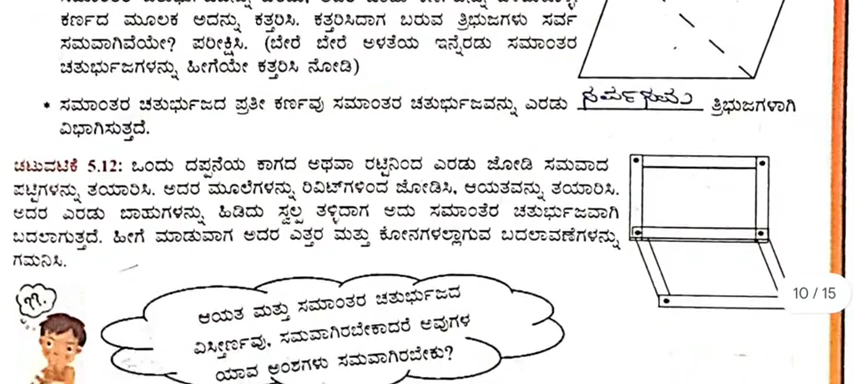 ಕರ್ಣದ ಮೂಲಕ ಅದನ್ನು ಕತ್ತರಿಸಿ. ಕತ್ತರಿಸಿದಾಗ ಬರುವ ತ್ರಿಭುಜಗಳು ಸರ್ವ
ಸಮವಾಗಿವೆಯೇ? ಪರೀಕ್ಷಿಸಿ. (ಬೇರೆ ಬೇರೆ ಅಳತೆಯ ಇನ್ನೆರಡು ಸಮಾಂತರ
ಚತುರ್ಭುಜಗಳನ್ನು ಹೀಗೆಯೇ ಕತ್ತರಿಸಿ ನೋಡಿ)
• ಸಮಾಂತರ ಚತುರ್ಭುಜದ ಪ್ರತೀ ಕರ್ಣವು ಸಮಾಂತರ ಚತುರ್ಭುಜವನ್ನು ಎರಡು ಸರ್ವಸಮ ತ್ರಿಭುಜಗಳಾಗಿ
ವಿಭಾಗಿಸುತ್ತದೆ.
ಚಟುವಟಿಕೆ 5.12: ಒಂದು ದಪ್ಪನೆಯ ಕಾಗದ ಅಥವಾ ರಟ್ಟಿನಿಂದ ಎರಡು ಜೋಡಿ ಸಮವಾದ
ಪಟ್ಟಿಗಳನ್ನು ತಯಾರಿಸಿ. ಅದರ ಮೂಲೆಗಳನ್ನು ರಿವಿಟ್‌ಗಳಿಂದ ಜೋಡಿಸಿ, ಆಯತವನ್ನು ತಯಾರಿಸಿ.
ಅದರ ಎರಡು ಬಾಹುಗಳನ್ನು ಹಿಡಿದು ಸ್ವಲ್ಪ ತಳ್ಳಿದಾಗ ಅದು ಸಮಾಂತರ ಚತುರ್ಭುಜವಾಗಿ
ಬದಲಾಗುತ್ತದೆ. ಹೀಗೆ ಮಾಡುವಾಗ ಅದರ ಎತ್ತರ ಮತ್ತು ಕೋನಗಳಲ್ಲಾಗುವ ಬದಲಾವಣೆಗಳನ್ನು
ಗಮನಿಸಿ.
10 / 15
??.
ಆಯತ ಮತ್ತು ಸಮಾಂತರ ಚತುರ್ಭುಜದ
ವಿಸ್ತೀರ್ಣವು, ಸಮವಾಗಿರಬೇಕಾದರೆ ಅವುಗಳ
ಯಾವ ಅಂಶಗಳು ಸಮವಾಗಿರಬೇಕು?